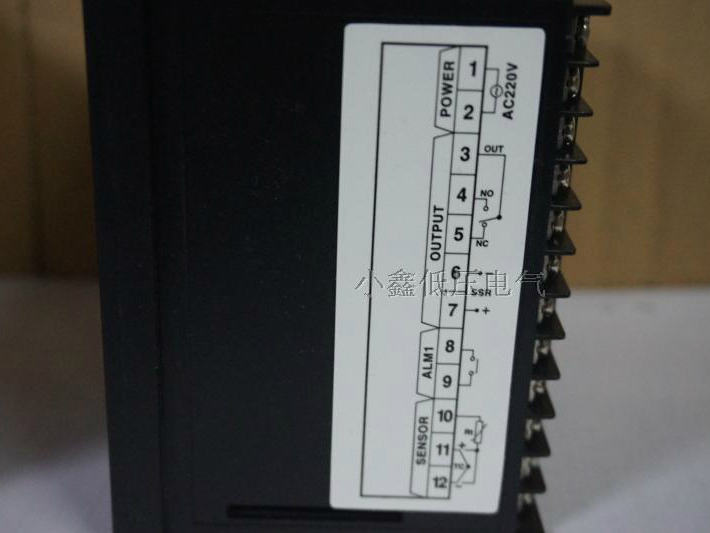 POWER
1
2
AC220V
OUTPUT
3
OUT
4
NO
5
NC
6
−
SSR
7
+
ALM1
8
9
SENSOR
10
Rt
11
+
TC
12
−
小鑫低压电气